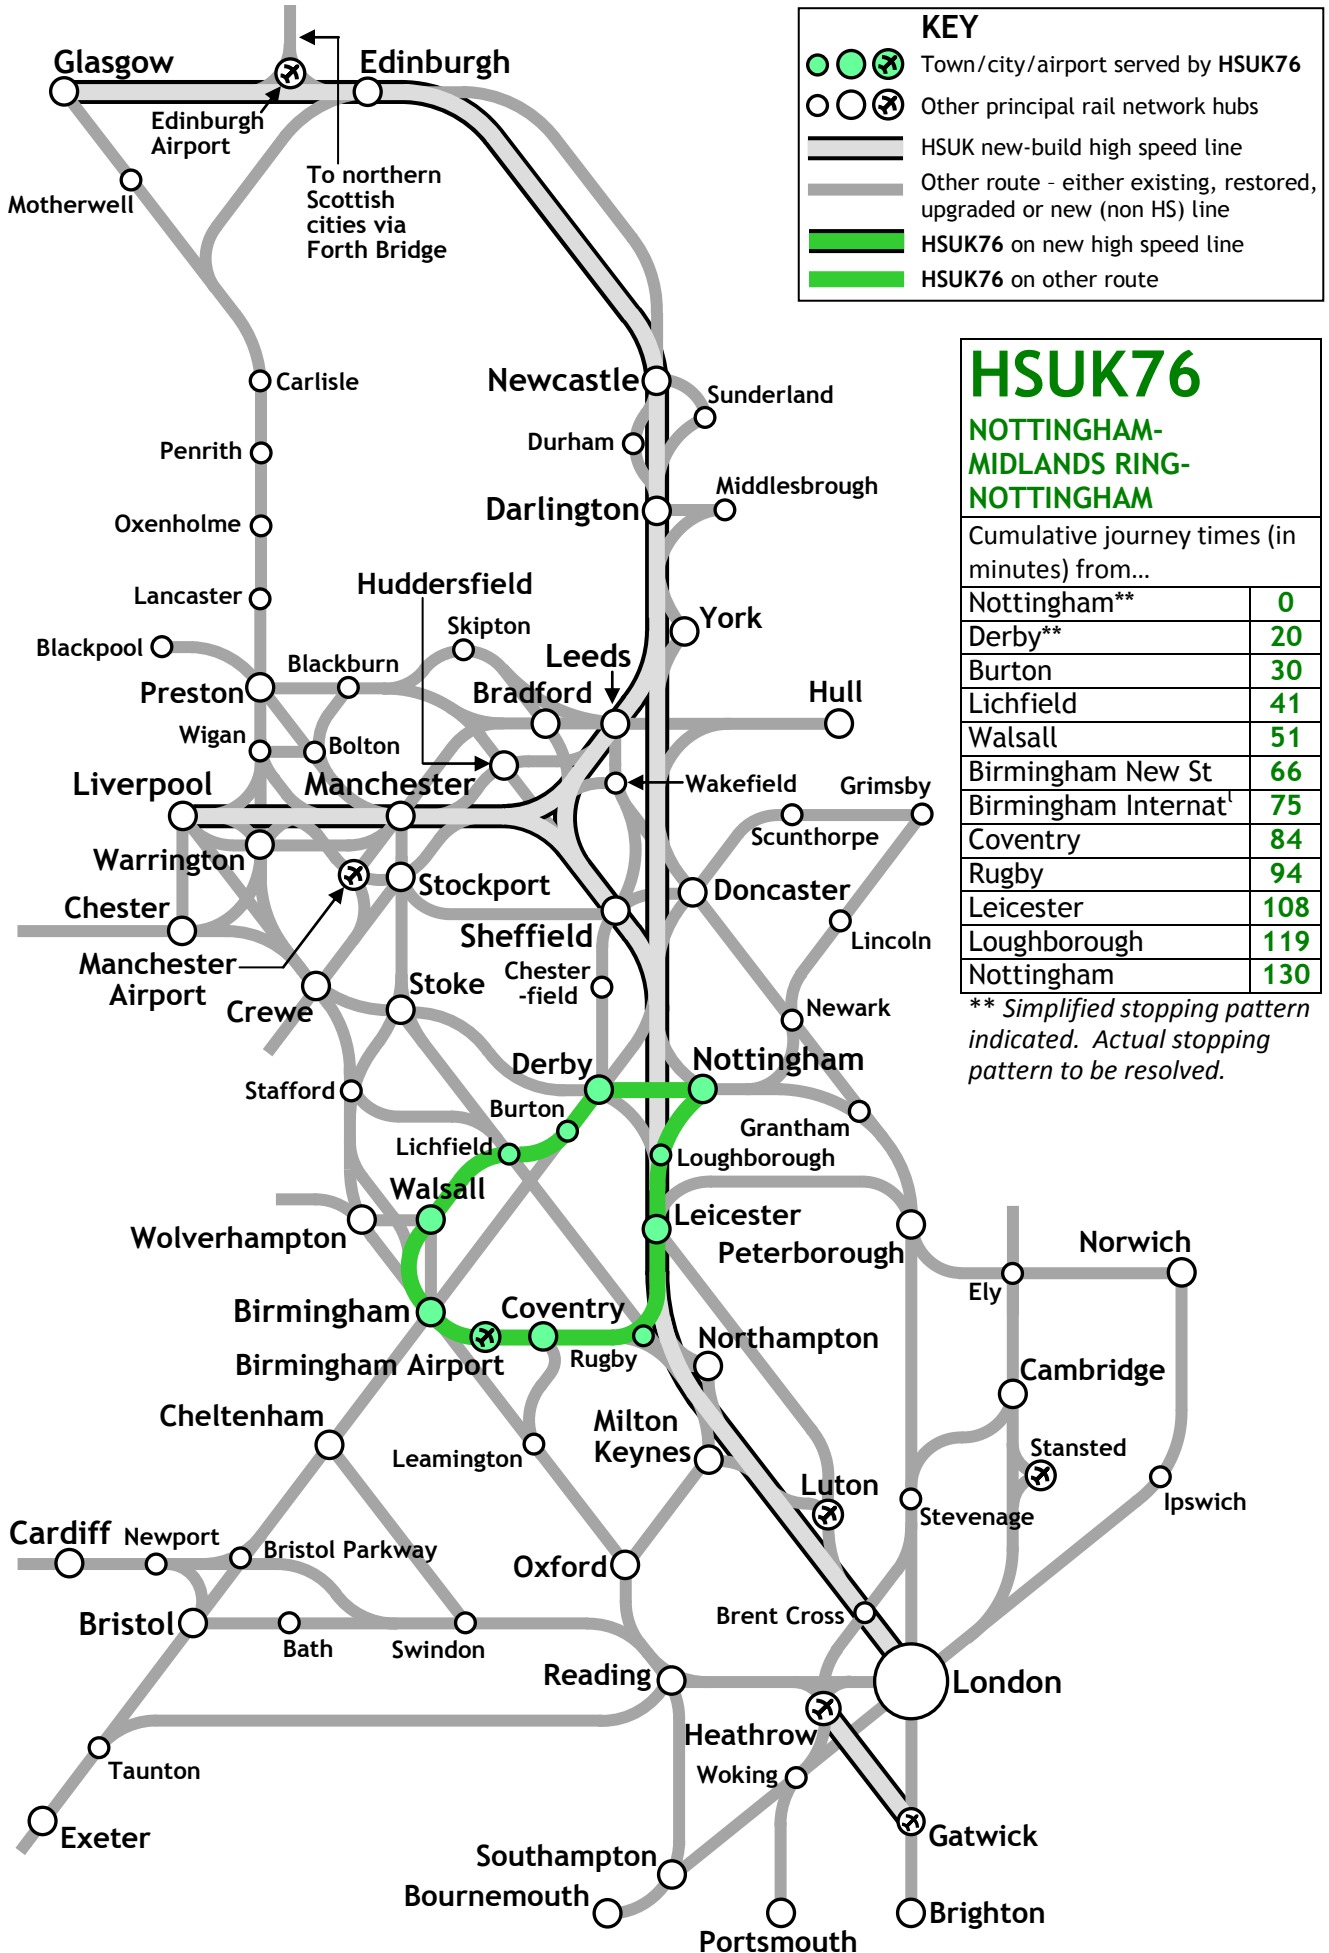 KEY
Town/city/airport served by HSUK76
Other principal rail network hubs
HSUK new-build high speed line
Other route - either existing, restored,
upgraded or new (non HS) line
HSUK76 on new high speed line
HSUK76 on other route
Glasgow
Edinburgh
Edinburgh
Airport
To northern
Scottish
cities via
Forth Bridge
Motherwell
HSUK76
NOTTINGHAM-
MIDLANDS RING-
NOTTINGHAM
Cumulative journey times (in
minutes) from...
Nottingham** 0
Derby** 20
Burton 30
Lichfield 41
Walsall 51
Birmingham New St 66
Birmingham Internatˡ 75
Coventry 84
Rugby 94
Leicester 108
Loughborough 119
Nottingham 130
** Simplified stopping pattern
indicated. Actual stopping
pattern to be resolved.
Carlisle
Newcastle
Sunderland
Durham
Penrith
Middlesbrough
Darlington
Oxenholme
Huddersfield
Lancaster
York
Skipton
Blackpool
Leeds
Blackburn
Preston
Bradford
Hull
Wigan
Bolton
Liverpool
Manchester
Wakefield
Grimsby
Scunthorpe
Warrington
Stockport
Doncaster
Chester
Sheffield
Lincoln
Manchester
Airport
Chester
-field
Stoke
Crewe
Newark
Nottingham
Derby
Stafford
Burton
Grantham
Lichfield
Loughborough
Walsall
Leicester
Wolverhampton
Peterborough
Norwich
Ely
Birmingham
Coventry
Northampton
Rugby
Birmingham Airport
Cambridge
Cheltenham
Milton
Keynes
Leamington
Stansted
Luton
Ipswich
Stevenage
Cardiff
Newport
Bristol Parkway
Oxford
Bristol
Bath
Swindon
Brent Cross
Reading
London
Heathrow
Woking
Taunton
Exeter
Gatwick
Southampton
Bournemouth
Portsmouth
Brighton